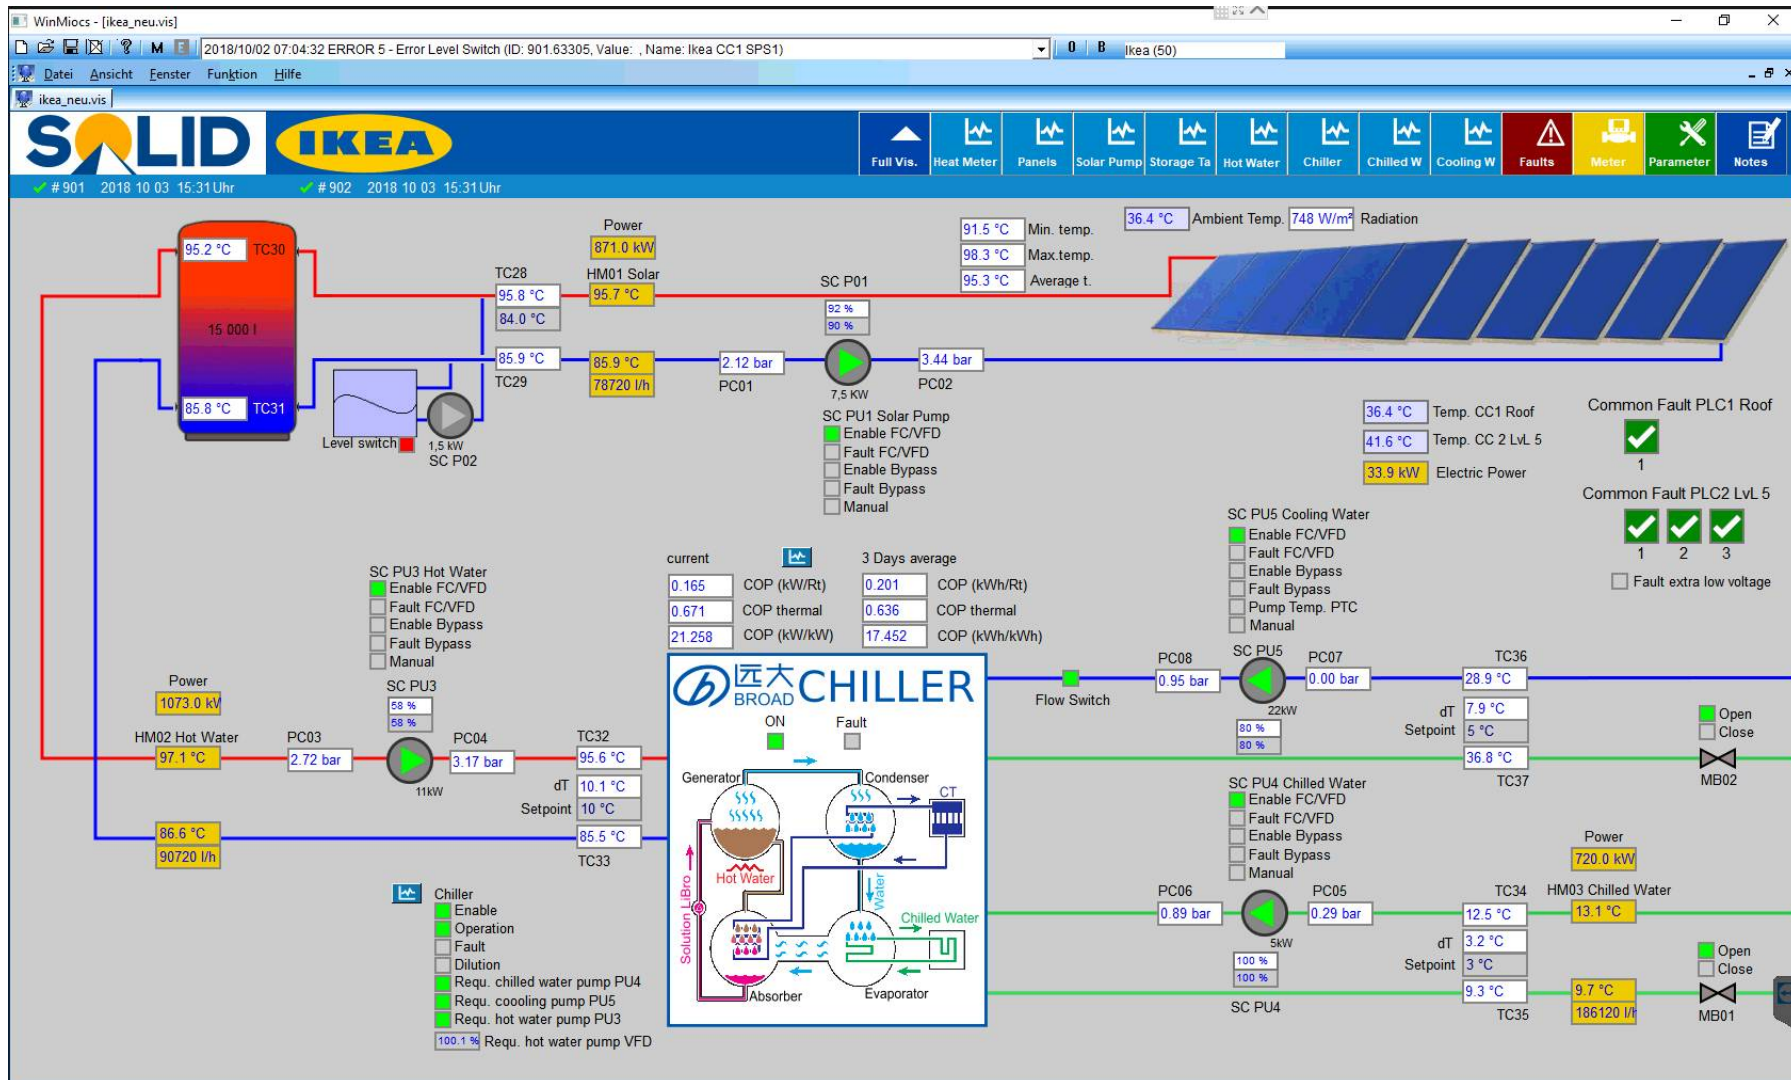 WinMiocs - [ikea_neu.vis]
M E 2018/10/02 07:04:32 ERROR 5 - Error Level Switch (ID: 901.63305, Value: , Name: Ikea CC1 SPS1) 0 B Ikea (50)
Datei Ansicht Fenster Funktion Hilfe
ikea_neu.vis
SOLID IKEA
Full Vis. Heat Meter Panels Solar Pump Storage Ta Hot Water Chiller Chilled W Cooling W Faults Meter Parameter Notes
# 901 2018 10 03 15:31 Uhr # 902 2018 10 03 15:31 Uhr
95.2 °C TC30
15 000 l
85.8 °C TC31
Power
871.0 kW
HM01 Solar
95.7 °C
TC28
95.8 °C
84.0 °C
85.9 °C
TC29
85.9 °C
78720 l/h
Level switch
1,5 kW
SC P02
2.12 bar
PC01
SC P01
92 %
90 %
7,5 KW
3.44 bar
PC02
91.5 °C Min. temp.
98.3 °C Max.temp.
95.3 °C Average t.
36.4 °C Ambient Temp. 748 W/m² Radiation
SC PU1 Solar Pump
Enable FC/VFD
Fault FC/VFD
Enable Bypass
Fault Bypass
Manual
36.4 °C Temp. CC1 Roof
41.6 °C Temp. CC 2 LvL 5
33.9 kW Electric Power
Common Fault PLC1 Roof
1
Common Fault PLC2 LvL 5
1 2 3
Fault extra low voltage
SC PU3 Hot Water
Enable FC/VFD
Fault FC/VFD
Enable Bypass
Fault Bypass
Manual
SC PU3
58 %
58 %
11kW
current
0.165 COP (kW/Rt)
0.671 COP thermal
21.258 COP (kW/kW)
3 Days average
0.201 COP (kWh/Rt)
0.636 COP thermal
17.452 COP (kWh/kWh)
SC PU5 Cooling Water
Enable FC/VFD
Fault FC/VFD
Enable Bypass
Fault Bypass
Pump Temp. PTC
Manual
Power
1073.0 kW
HM02 Hot Water
97.1 °C
PC03
2.72 bar
PC04
3.17 bar
TC32
95.6 °C
dT 10.1 °C
Setpoint 10 °C
85.5 °C
TC33
86.6 °C
90720 l/h
远大
BROAD CHILLER
ON Fault
Generator
Condenser
CT
Hot Water
Water
Solution LiBro
Chilled Water
Absorber
Evaporator
Flow Switch
PC08
0.95 bar
SC PU5
22kW
80 %
80 %
PC07
0.00 bar
TC36
28.9 °C
dT 7.9 °C
Setpoint 5 °C
36.8 °C
TC37
Open
Close
MB02
SC PU4 Chilled Water
Enable FC/VFD
Fault FC/VFD
Enable Bypass
Fault Bypass
Manual
PC06
0.89 bar
5kW
100 %
100 %
SC PU4
PC05
0.29 bar
TC34
12.5 °C
dT 3.2 °C
Setpoint 3 °C
9.3 °C
TC35
Power
720.0 kW
HM03 Chilled Water
13.1 °C
9.7 °C
186120 l/h
Open
Close
MB01
Chiller
Enable
Operation
Fault
Dilution
Requ. chilled water pump PU4
Requ. coooling pump PU5
Requ. hot water pump PU3
100.1 % Requ. hot water pump VFD